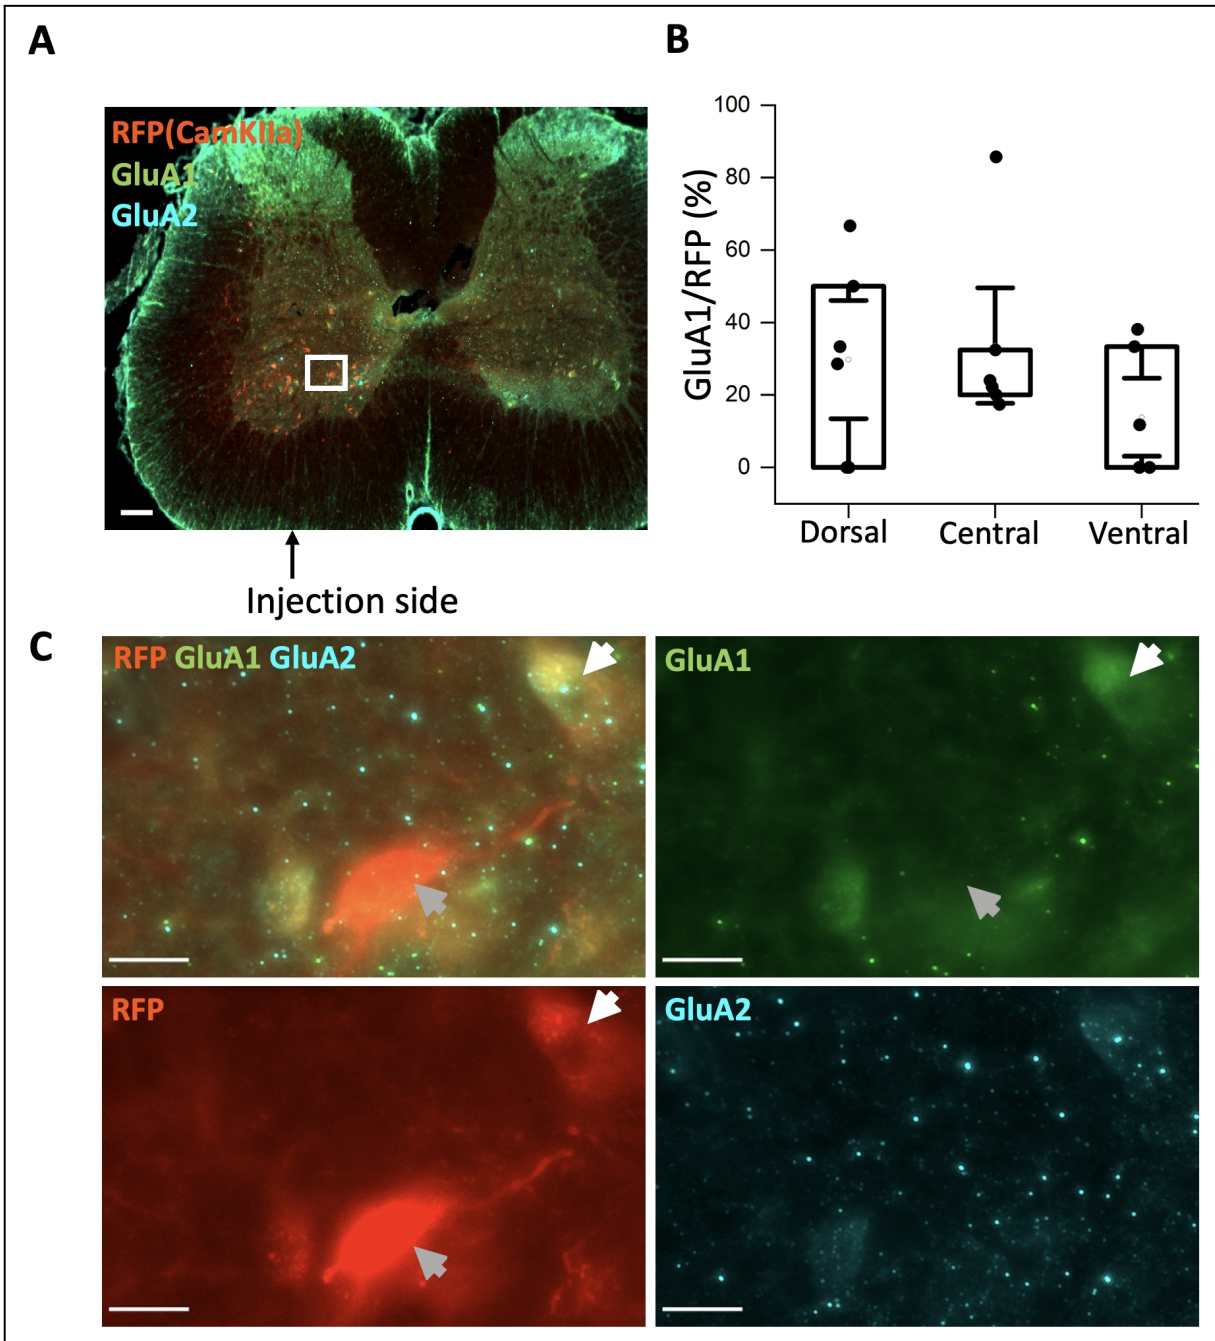 A
RFP(CamKIIa)
GluA1
GluA2
Injection side
B
GluA1/RFP (%)
100
80
60
40
20
0
Dorsal Central Ventral
C
RFP GluA1 GluA2
GluA1
RFP
GluA2